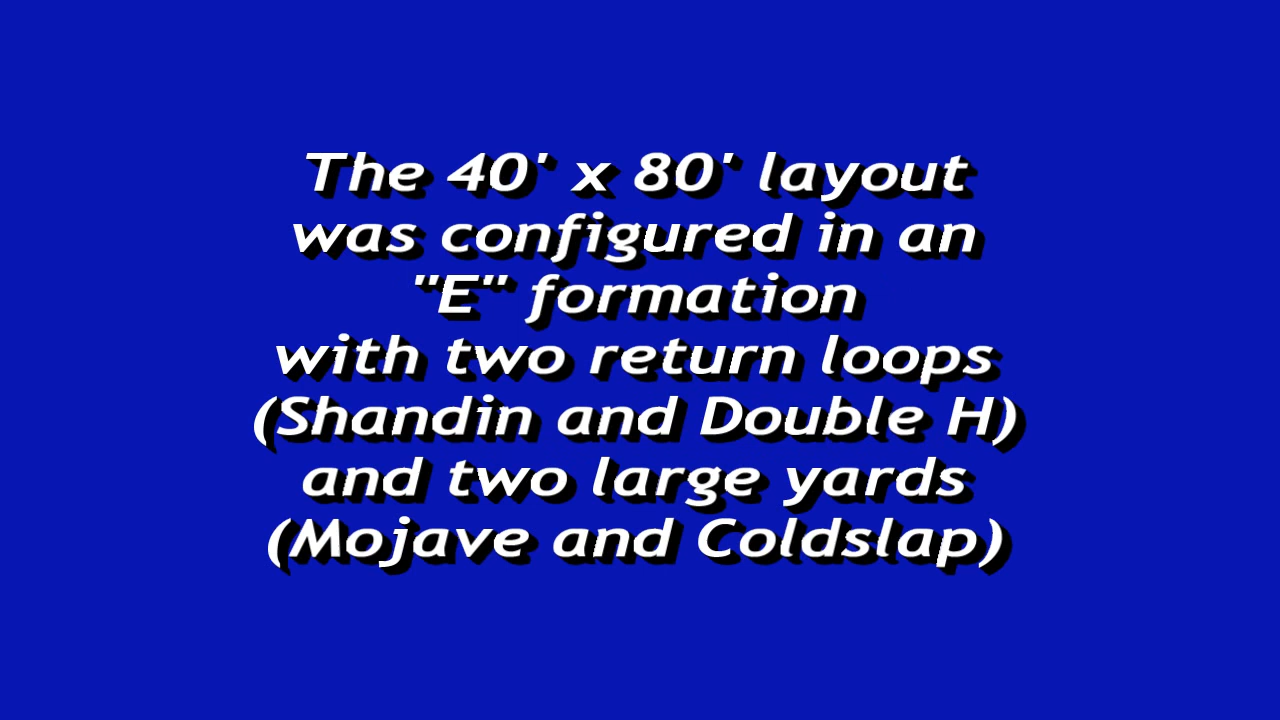 The 40' x 80' layout
was configured in an
"E" formation
with two return loops
(Shandin and Double H)
and two large yards
(Mojave and Coldslap)